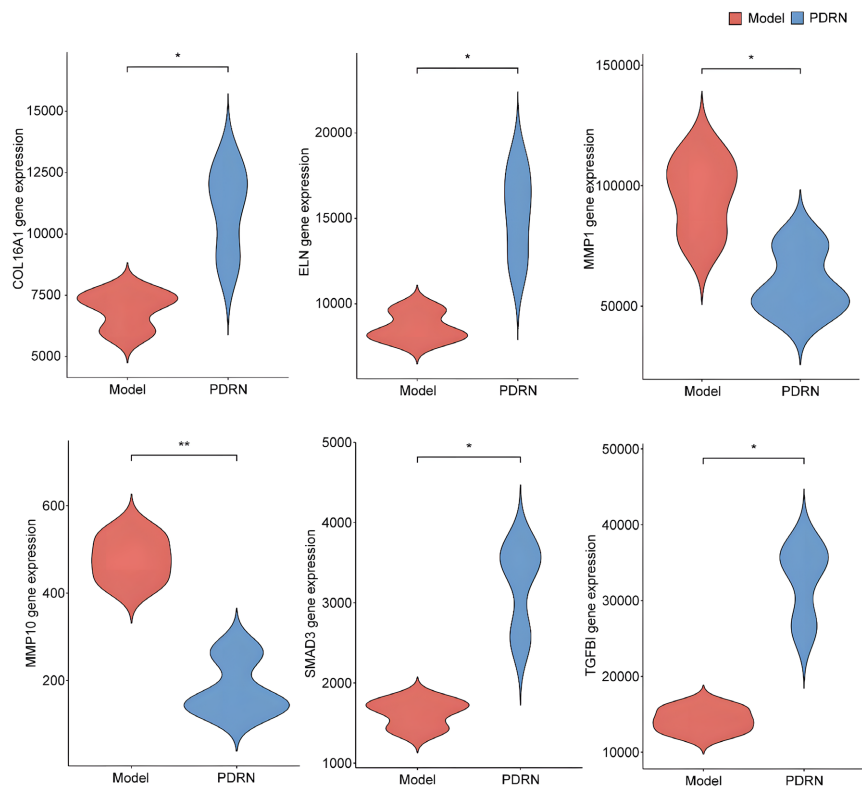 Model PDRN
*
COL16A1 gene expression
15000
12500
10000
7500
5000
Model PDRN
*
ELN gene expression
20000
15000
10000
Model PDRN
*
MMP1 gene expression
150000
100000
50000
Model PDRN
**
MMP10 gene expression
600
400
200
Model PDRN
*
SMAD3 gene expression
5000
4000
3000
2000
1000
Model PDRN
*
TGFBI gene expression
50000
40000
30000
20000
10000
Model PDRN